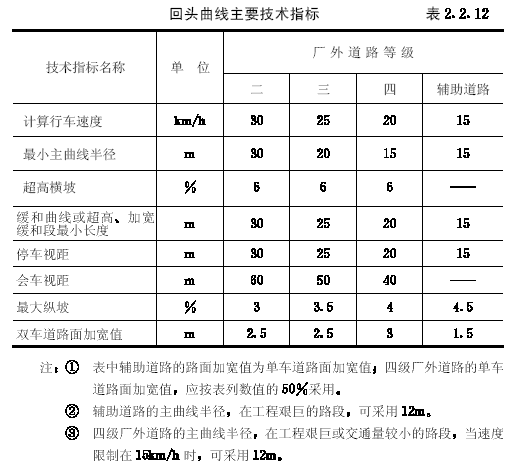 回头曲线主要技术指标 表 2.2.12
技术指标名称 单 位 厂 外 道 路 等 级
二 三 四 辅助道路
计算行车速度 km/h 30 25 20 15
最小主曲线半径 m 30 20 15 15
超高横坡 % 6 6 6 ——
缓和曲线或超高、加宽
缓和段最小长度 m 30 25 20 15
停车视距 m 30 25 20 15
会车视距 m 60 50 40 ——
最大纵坡 % 3 3.5 4 4.5
双车道路面加宽值 m 2.5 2.5 3 1.5
注：① 表中辅助道路的路面加宽值为单车道路面加宽值；四级厂外道路的单车
道路面加宽值，应按表列数值的50%采用。
② 辅助道路的主曲线半径，在工程艰巨的路段，可采用12m。
③ 四级厂外道路的主曲线半径，在工程艰巨或交通量较小的路段，当速度
限制在15km/h时，可采用12m。